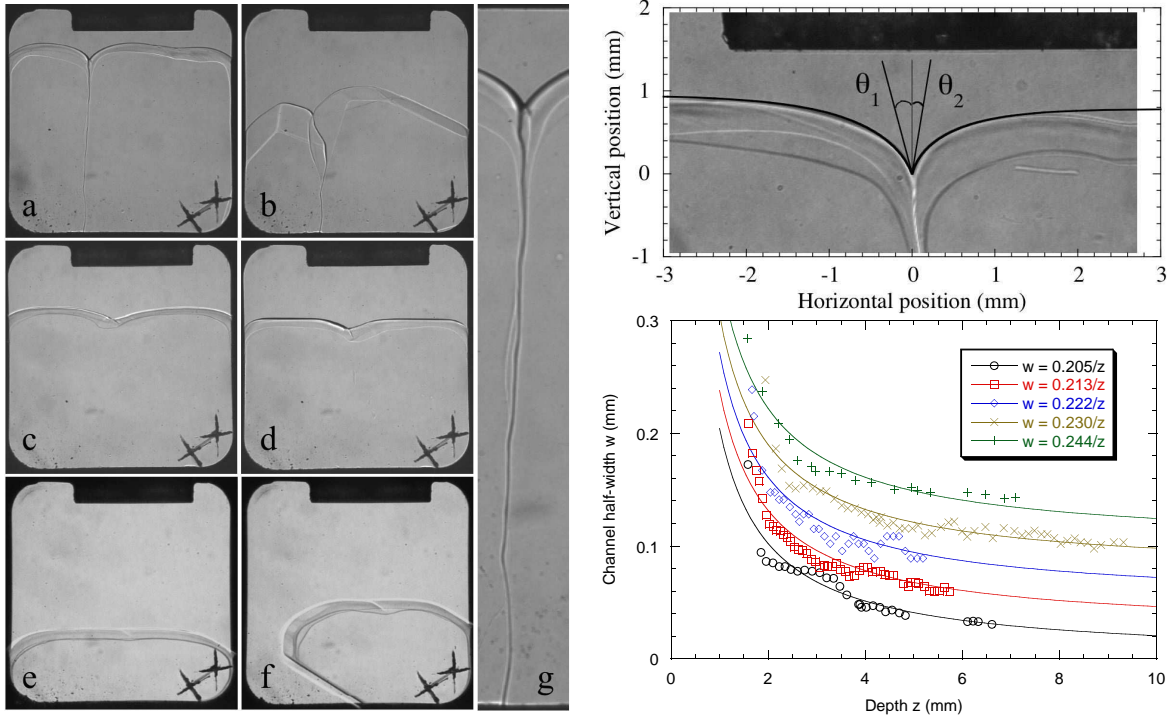 a
b
c
d
e
f
g
Vertical position (mm)
2
1
0
-1
θ1
θ2
-3
-2
-1
0
1
2
3
Horizontal position (mm)
Channel half-width w (mm)
0.3
0.2
0.1
0
w = 0.205/z
w = 0.213/z
w = 0.222/z
w = 0.230/z
w = 0.244/z
0
2
4
6
8
10
Depth z (mm)